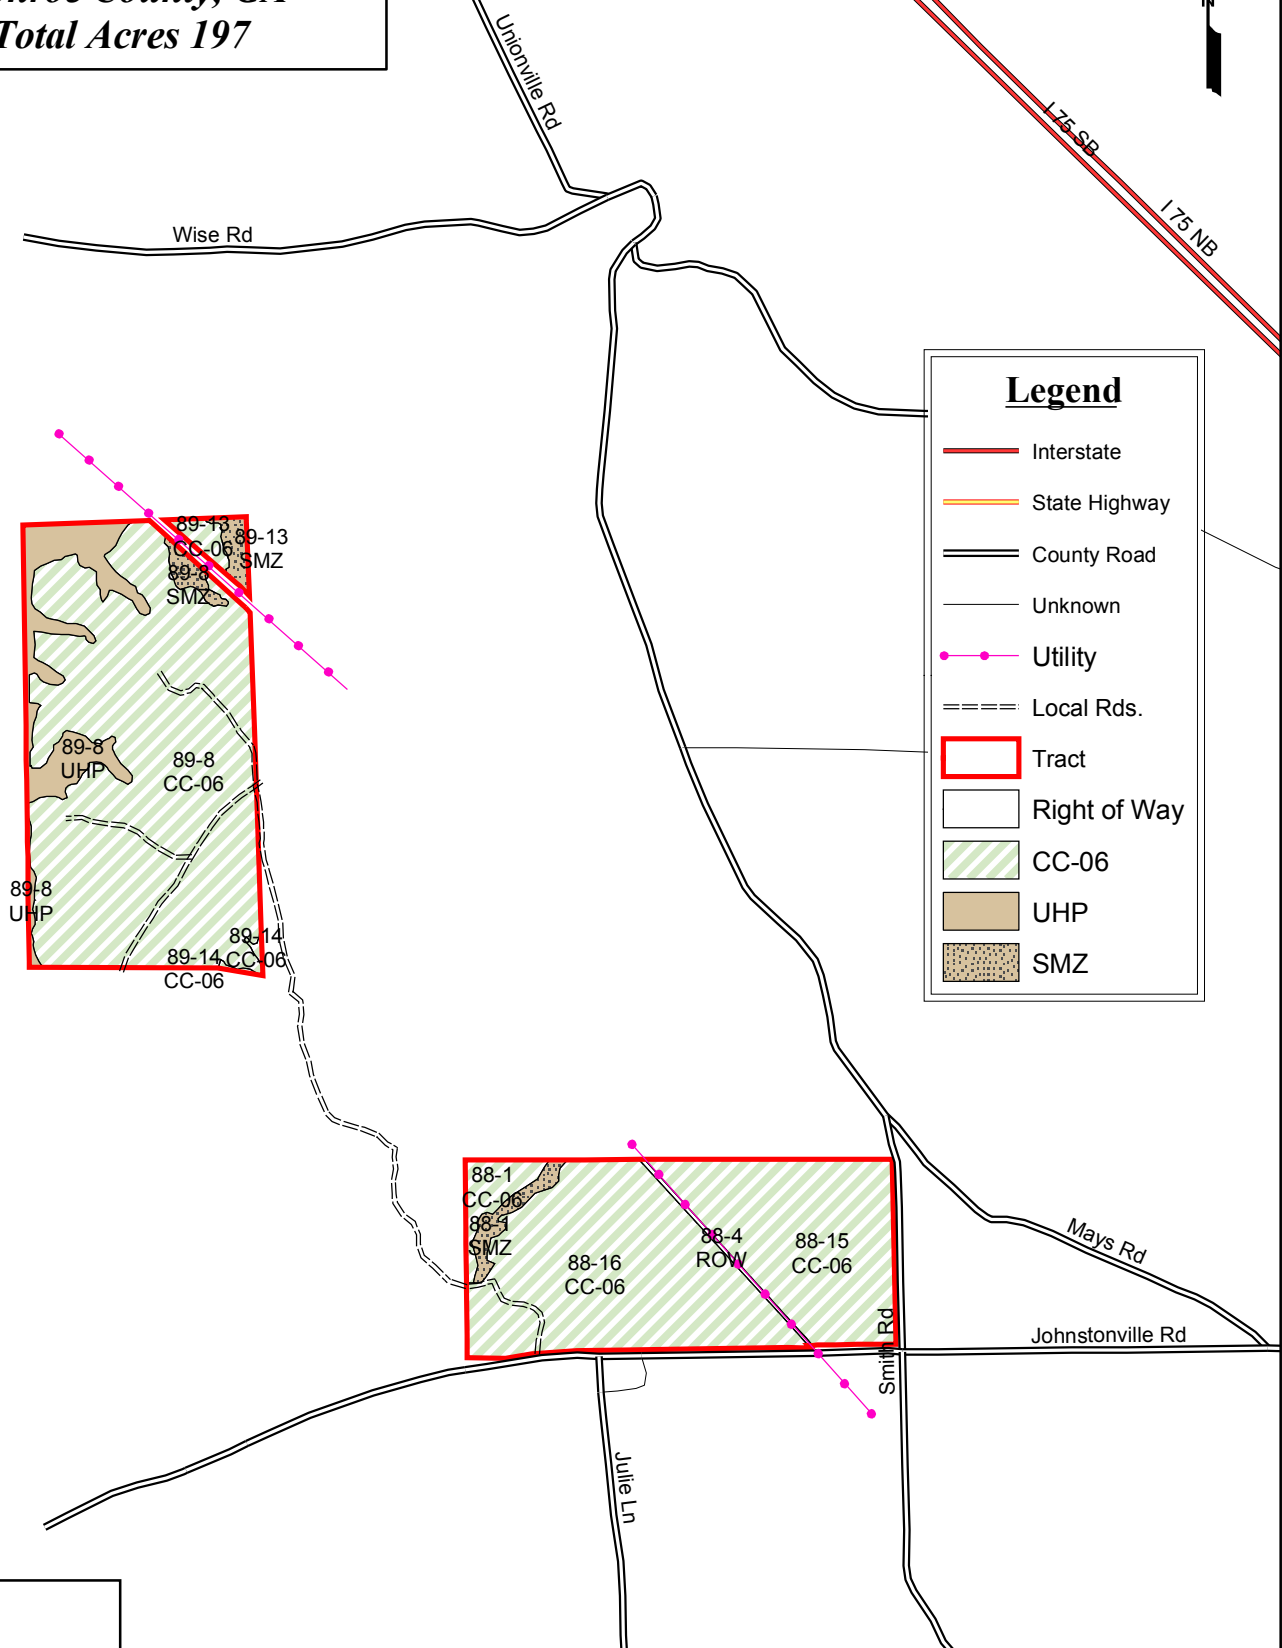 County, GA
Total Acres 197
N
Unionville Rd
I 75 SB
I 75 NB
Wise Rd
Legend
Interstate
State Highway
County Road
Unknown
Utility
Local Rds.
Tract
Right of Way
CC-06
UHP
SMZ
89-13
CC-06
89-13
SMZ
89-8
SMZ
89-8
UHP
89-8
CC-06
89-8
UHP
89-14
CC-06
89-14
CC-06
88-1
CC-06
88-1
SMZ
88-16
CC-06
88-4
ROW
88-15
CC-06
Mays Rd
Johnstonville Rd
Smith Rd
Julie Ln